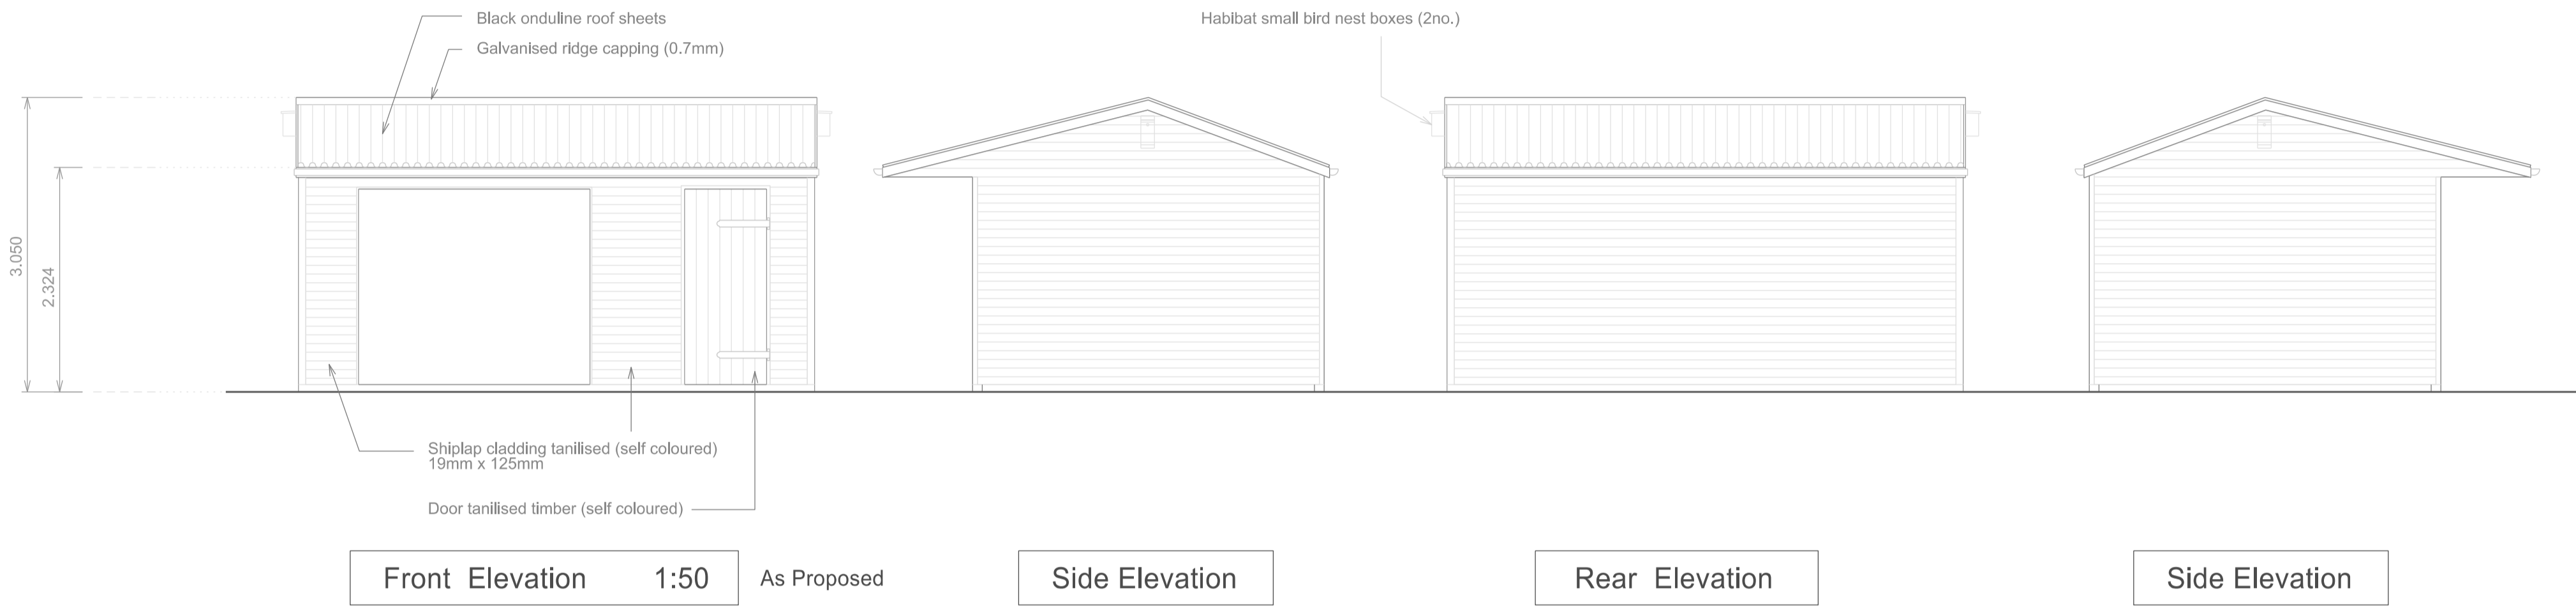 Black onduline roof sheets
Galvanised ridge capping (0.7mm)
Habibat small bird nest boxes (2no.)
3.050
2.324
Shiplap cladding tanilised (self coloured)
19mm x 125mm
Door tanilised timber (self coloured)
Front Elevation 1:50
As Proposed
Side Elevation
Rear Elevation
Side Elevation